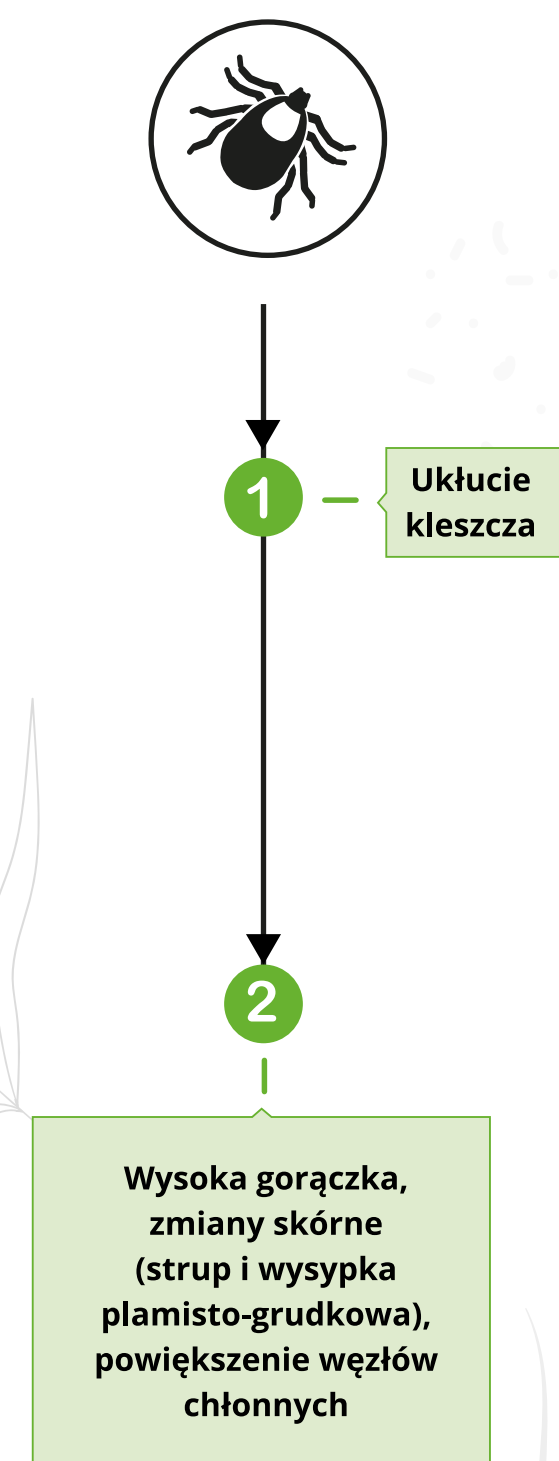 1
Ukłucie
kleszcza
2
Wysoka gorączka,
zmiany skórne
(strup i wysypka
plamisto-grudkowa),
powiększenie węzłów
chłonnych